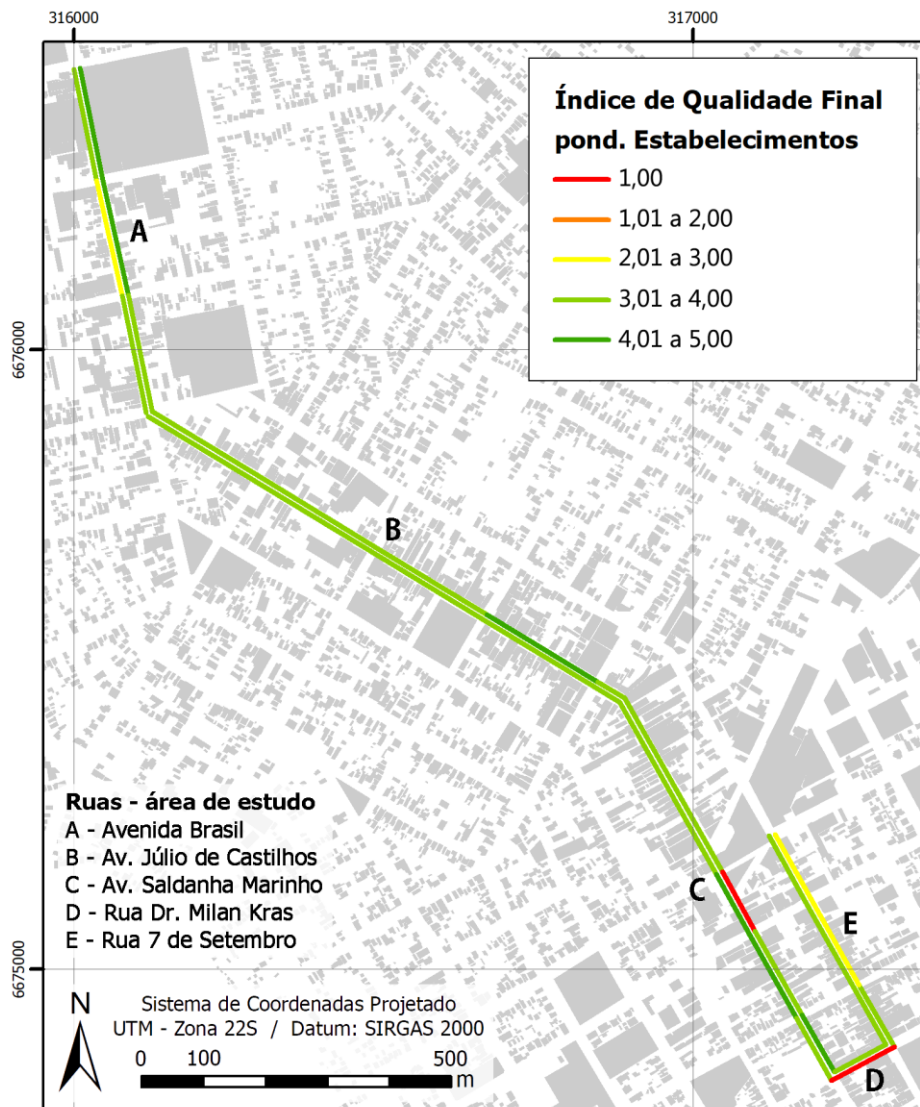 316000
317000
Índice de Qualidade Final
pond. Estabelecimentos
1,00
1,01 a 2,00
2,01 a 3,00
3,01 a 4,00
4,01 a 5,00
A
6676000
B
Ruas - área de estudo
A - Avenida Brasil
B - Av. Júlio de Castilhos
C - Av. Saldanha Marinho
D - Rua Dr. Milan Kras
E - Rua 7 de Setembro
C
E
6675000
N
Sistema de Coordenadas Projetado
UTM - Zona 22S / Datum: SIRGAS 2000
0 100 500
m
D